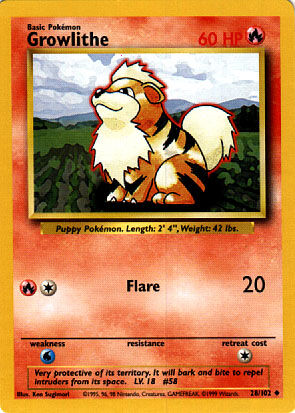 Basic Pokémon
Growlithe 60 HP
Puppy Pokémon. Length: 2' 4", Weight: 42 lbs.
Flare 20
weakness resistance retreat cost
Very protective of its territory. It will bark and bite to repel
intruders from its space. LV. 18 #58
Illus. Ken Sugimori ©1995, 96, 98 Nintendo, Creatures, GAMEFREAK. ©1999 Wizards. 28/102